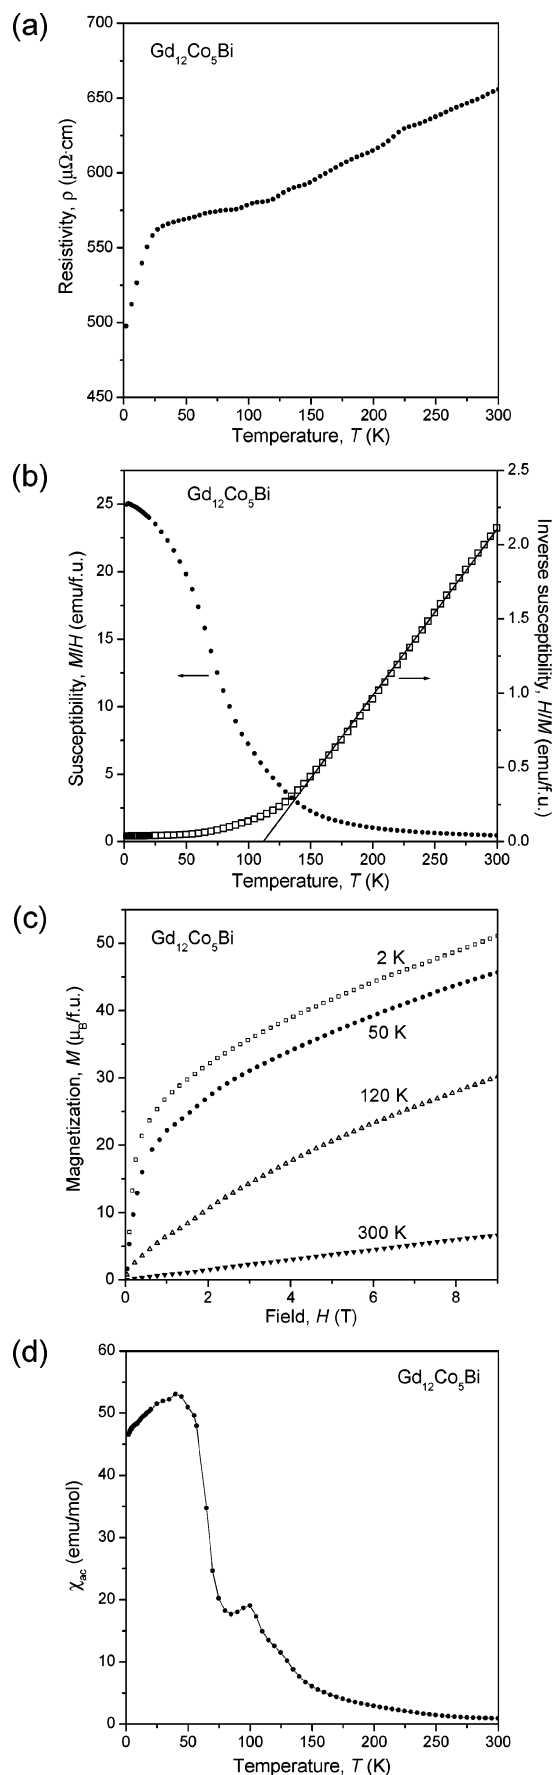 (a)
700
650
600
550
500
450
Resistivity, ρ (μΩ·cm)
Gd12Co5Bi
0 50 100 150 200 250 300
Temperature, T (K)
(b)
25
20
15
10
5
0
Susceptibility, M/H (emu/f.u.)
Gd12Co5Bi
2.5
2.0
1.5
1.0
0.5
0.0
Inverse susceptibility, H/M (emu/f.u.)
0 50 100 150 200 250 300
Temperature, T (K)
(c)
50
40
30
20
10
0
Magnetization, M (μB/f.u.)
Gd12Co5Bi
2 K
50 K
120 K
300 K
0 2 4 6 8
Field, H (T)
(d)
60
50
40
30
20
10
0
χac (emu/mol)
Gd12Co5Bi
0 50 100 150 200 250 300
Temperature, T (K)